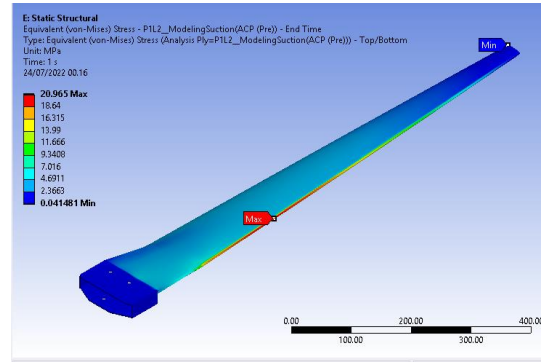 E: Static Structural
Equivalent (von-Mises) Stress - P1L2__ModelingSuction(ACP (Pre)) - End Time
Type: Equivalent (von-Mises) Stress (Analysis Ply=P1L2__ModelingSuction(ACP (Pre))) - Top/Bottom
Unit: MPa
Time: 1 s
24/07/2022 00.16
20.965 Max
18.64
16.315
13.99
11.666
9.3408
7.016
4.6911
2.3663
0.041481 Min
Min
Max
0.00 200.00 400.00
100.00 300.00